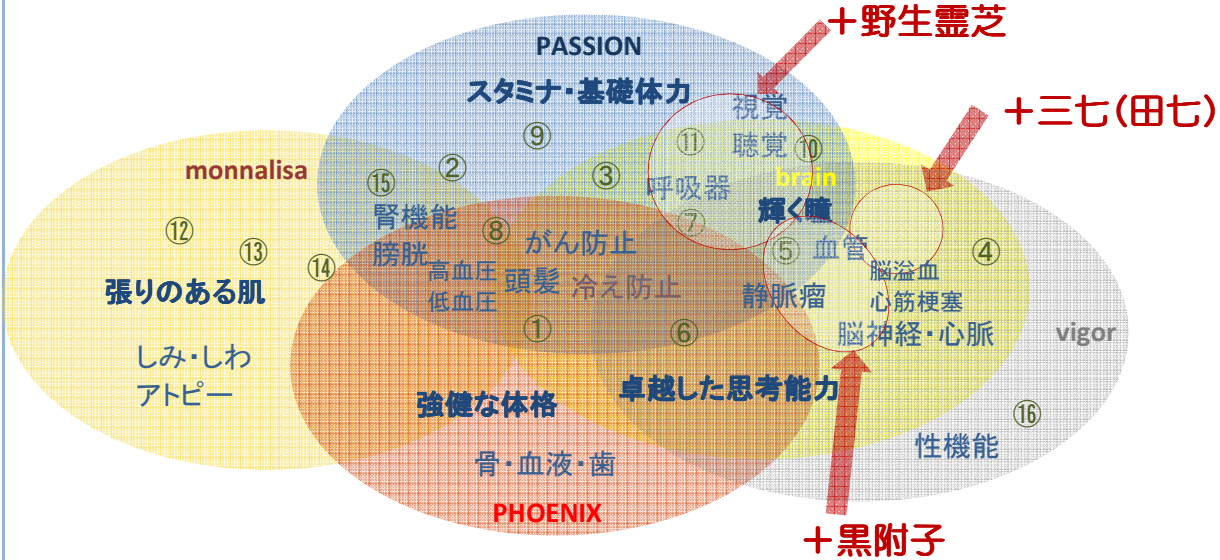 +野生霊芝
PASSION
スタミナ・基礎体力
視覚
+三七(田七)
⑨
⑪
聴覚
⑩
monnalisa
⑮
②
③
呼吸器
brain
腎機能
⑦
輝く瞳
⑫
⑧
がん防止
⑬
膀胱
⑤
血管
④
⑭
高血圧
頭髪
冷え防止
脳溢血
張りのある肌
低血圧
静脈瘤
心筋梗塞
①
⑥
脳神経・心脈
vigor
しみ・しわ
アトピー
強健な体格
卓越した思考能力
⑯
骨・血液・歯
性機能
PHOENIX
+黒附子